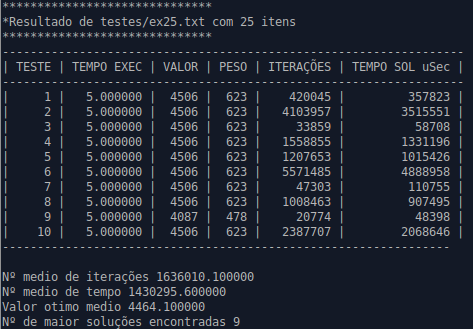 ******************************
*Resultado de testes/ex25.txt com 25 itens
******************************
-------------------------------------------------------------------
| TESTE | TEMPO EXEC | VALOR | PESO | ITERAÇÕES | TEMPO SOL uSec |
-------------------------------------------------------------------
| 1 | 5.000000 | 4506 | 623 | 420045 | 357823
| 2 | 5.000000 | 4506 | 623 | 4103957 | 3515551
| 3 | 5.000000 | 4506 | 623 | 33859 | 58708
| 4 | 5.000000 | 4506 | 623 | 1558855 | 1331196
| 5 | 5.000000 | 4506 | 623 | 1207653 | 1015426
| 6 | 5.000000 | 4506 | 623 | 5571485 | 4888958
| 7 | 5.000000 | 4506 | 623 | 47303 | 110755
| 8 | 5.000000 | 4506 | 623 | 1008463 | 907495
| 9 | 5.000000 | 4087 | 478 | 20774 | 48398
| 10 | 5.000000 | 4506 | 623 | 2387707 | 2068646 |
-----------------------------------------------------------------
Nº medio de iterações 1636010.100000
Nº medio de tempo 1430295.600000
Valor otimo medio 4464.100000
Nº de maior soluções encontradas 9